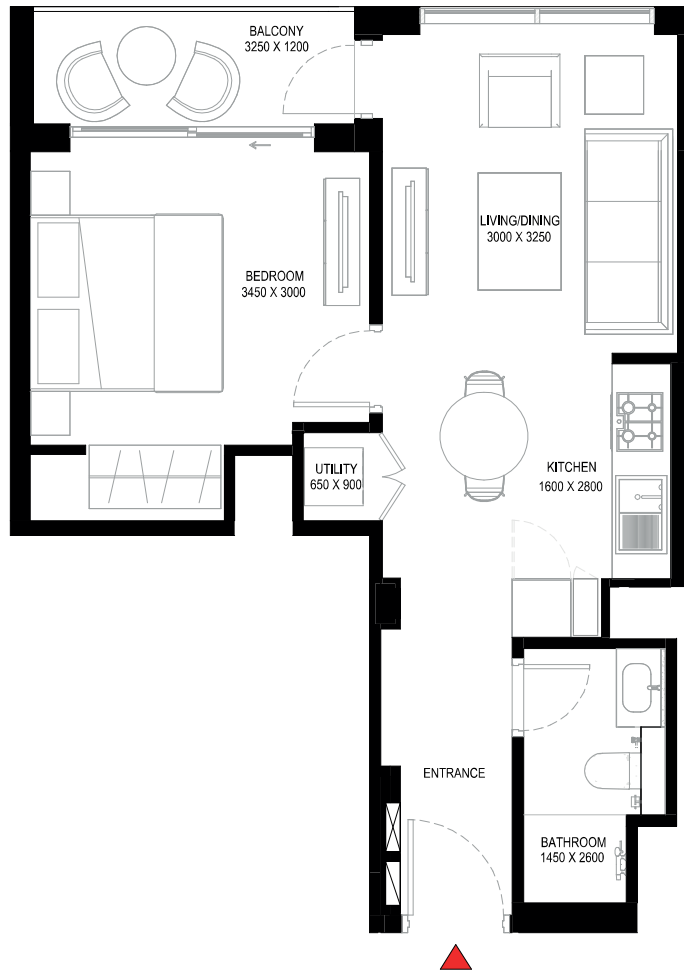 BALCONY
3250 X 1200
LIVING/DINING
3000 X 3250
BEDROOM
3450 X 3000
UTILITY
650 X 900
KITCHEN
1600 X 2800
ENTRANCE
BATHROOM
1450 X 2600